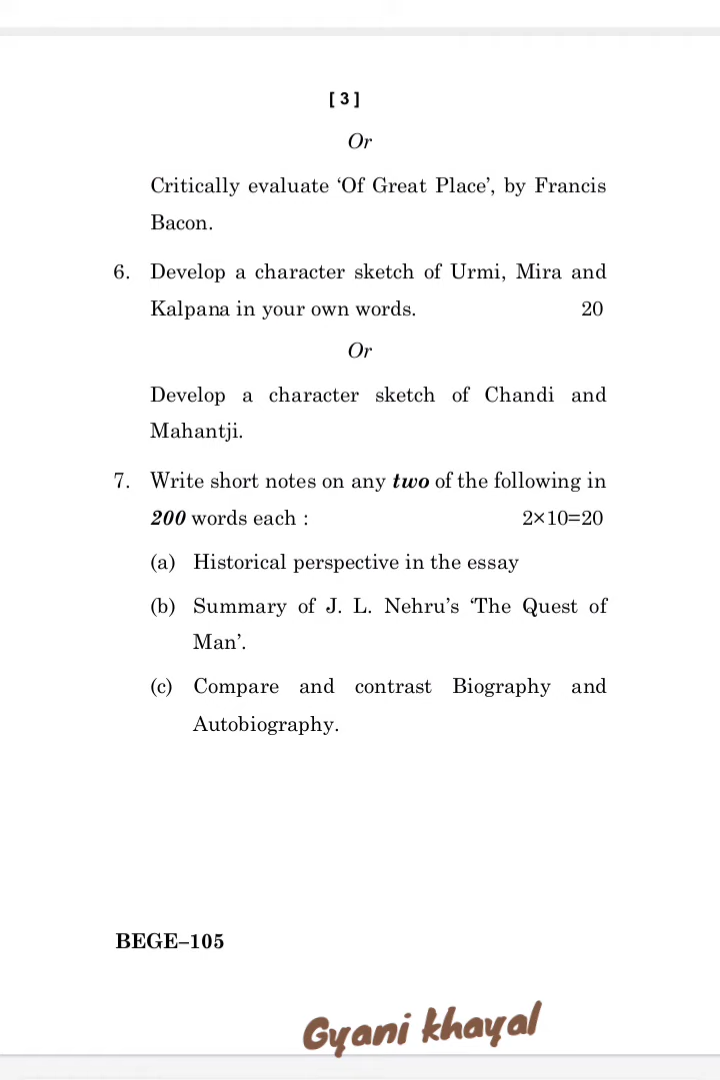 [ 3 ]
Or
Critically evaluate ‘Of Great Place’, by Francis
Bacon.
6. Develop a character sketch of Urmi, Mira and
Kalpana in your own words. 20
Or
Develop a character sketch of Chandi and
Mahantji.
7. Write short notes on any two of the following in
200 words each : 2×10=20
(a) Historical perspective in the essay
(b) Summary of J. L. Nehru’s ‘The Quest of
Man’.
(c) Compare and contrast Biography and
Autobiography.
BEGE–105
Gyani khayal